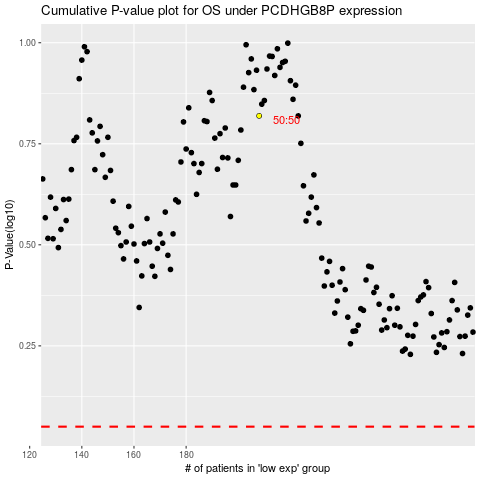 Cumulative P-value plot for OS under PCDHGB8P expression
1.00
0.75
0.50
0.25
P-Value(log10)
50:50
120 140 160 180
# of patients in 'low exp' group